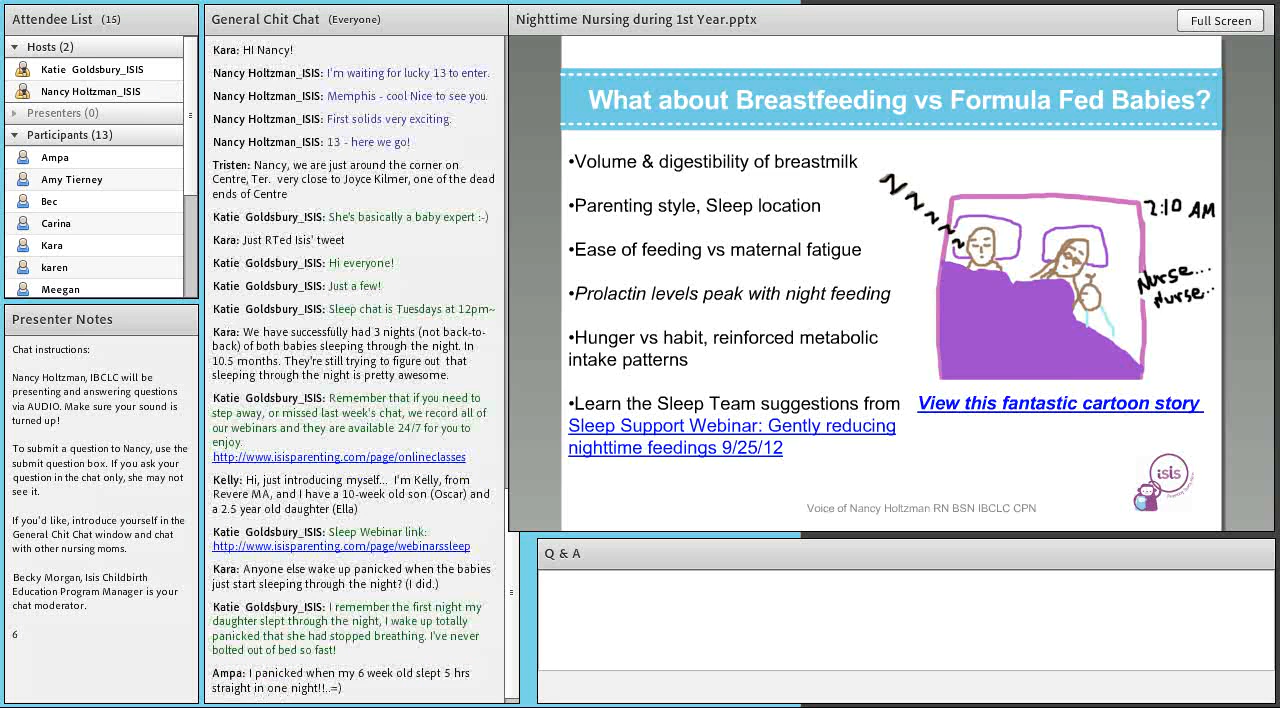 Attendee List (15)
Hosts (2)
Katie Goldsbury_ISIS
Nancy Holtzman_ISIS
Presenters (0)
Participants (13)
Ampa
Amy Tierney
Bec
Carina
Kara
karen
Meegan
Presenter Notes
Chat instructions:
Nancy Holtzman, IBCLC will be
presenting and answering questions
via AUDIO. Make sure your sound is
turned up!
To submit a question to Nancy, use the
submit question box. If you ask your
question in the chat only, she may not
see it.
If you'd like, introduce yourself in the
General Chit Chat window and chat
with other nursing moms.
Becky Morgan, Isis Childbirth
Education Program Manager is your
chat moderator.
6
General Chit Chat (Everyone)
Kara: HI Nancy!
Nancy Holtzman_ISIS: I'm waiting for lucky 13 to enter.
Nancy Holtzman_ISIS: Memphis - cool Nice to see you.
Nancy Holtzman_ISIS: First solids very exciting.
Nancy Holtzman_ISIS: 13 - here we go!
Tristen: Nancy, we are just around the corner on
Centre, Ter. very close to Joyce Kilmer, one of the dead
ends of Centre
Katie Goldsbury_ISIS: She's basically a baby expert :-)
Kara: Just RTed Isis' tweet
Katie Goldsbury_ISIS: Hi everyone!
Katie Goldsbury_ISIS: Just a few!
Katie Goldsbury_ISIS: Sleep chat is Tuesdays at 12pm~
Kara: We have successfully had 3 nights (not back-to-
back) of both babies sleeping through the night. In
10.5 months. They're still trying to figure out that
sleeping through the night is pretty awesome.
Katie Goldsbury_ISIS: Remember that if you need to
step away, or missed last week's chat, we record all of
our webinars and they are available 24/7 for you to
enjoy.
http://www.isisparenting.com/page/onlineclasses
Kelly: Hi, just introducing myself... I'm Kelly, from
Revere MA, and I have a 10-week old son (Oscar) and
a 2.5 year old daughter (Ella)
Katie Goldsbury_ISIS: Sleep Webinar link:
http://www.isisparenting.com/page/webinarssleep
Kara: Anyone else wake up panicked when the babies
just start sleeping through the night? (I did.)
Katie Goldsbury_ISIS: I remember the first night my
daughter slept through the night, I wake up totally
panicked that she had stopped breathing. I've never
bolted out of bed so fast!
Ampa: I panicked when my 6 week old slept 5 hrs
straight in one night!!..=)
Nighttime Nursing during 1st Year.pptx
Full Screen
What about Breastfeeding vs Formula Fed Babies?
•Volume & digestibility of breastmilk
•Parenting style, Sleep location
•Ease of feeding vs maternal fatigue
•Prolactin levels peak with night feeding
•Hunger vs habit, reinforced metabolic
intake patterns
•Learn the Sleep Team suggestions from
Sleep Support Webinar: Gently reducing
nighttime feedings 9/25/12
ZZZZZZ
2:10 AM
Nurse...
Nurse...
View this fantastic cartoon story
isis
Voice of Nancy Holtzman RN BSN IBCLC CPN
Q & A